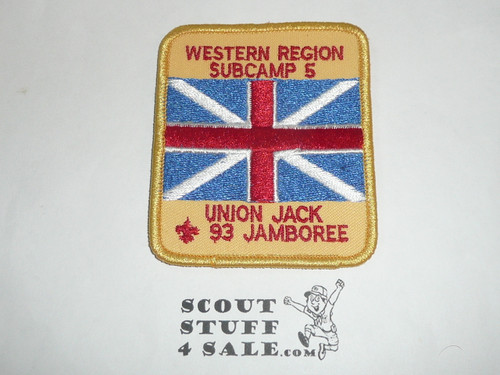 WESTERN REGION
SUBCAMP 5
UNION JACK
93 JAMBOREE
SCOUT
STUFF
4 SALE.com